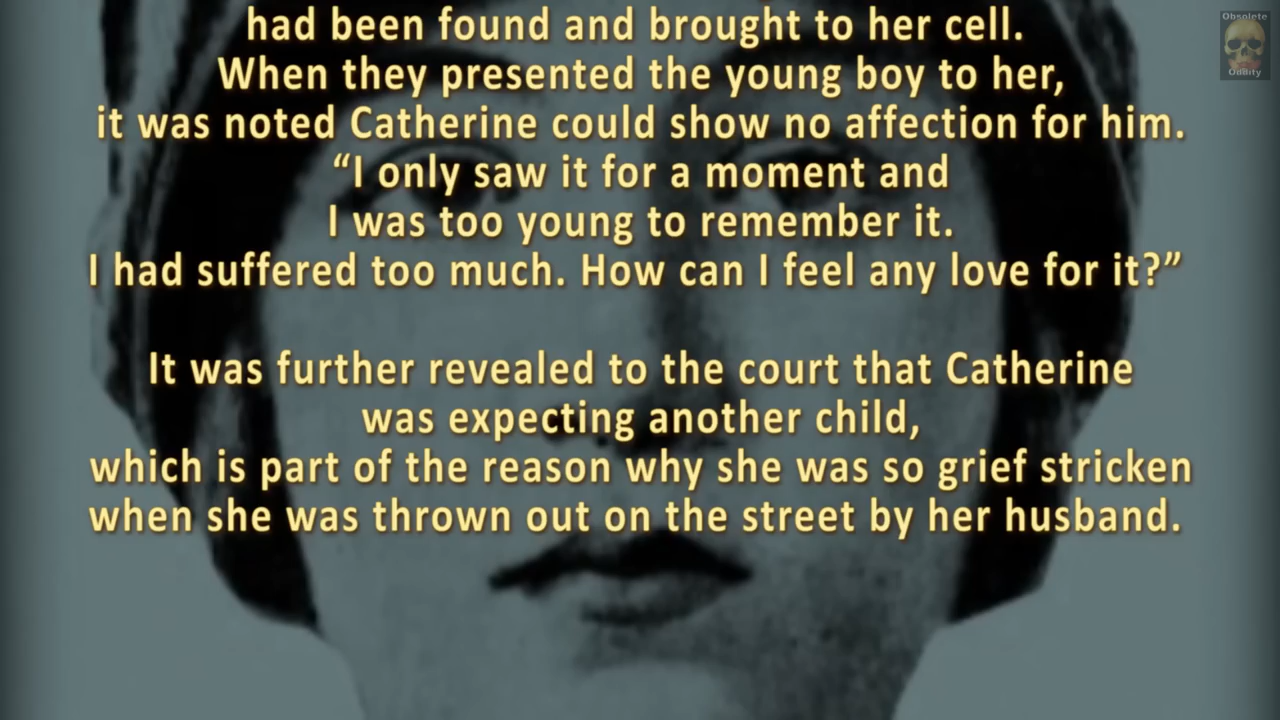 Obsolete
Oddity
had been found and brought to her cell.
When they presented the young boy to her,
it was noted Catherine could show no affection for him.
“I only saw it for a moment and
I was too young to remember it.
I had suffered too much. How can I feel any love for it?”
It was further revealed to the court that Catherine
was expecting another child,
which is part of the reason why she was so grief stricken
when she was thrown out on the street by her husband.